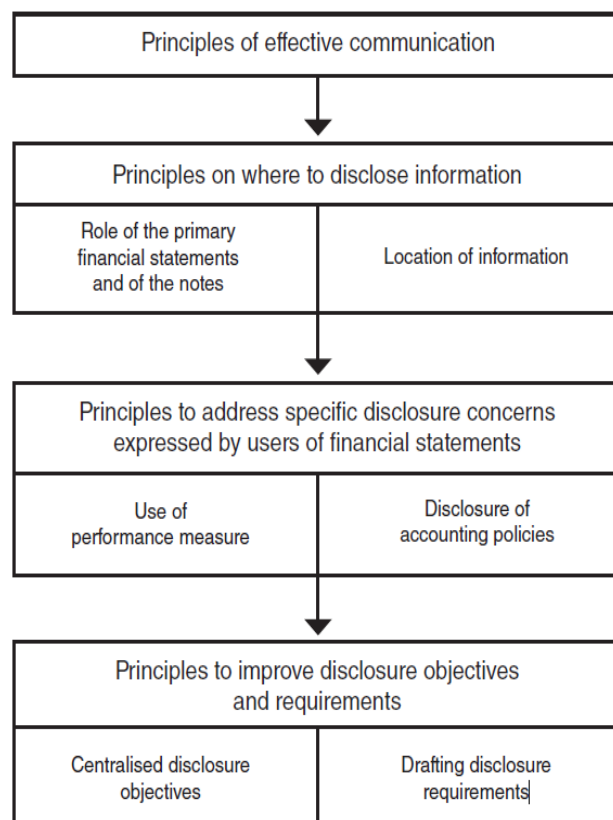 Principles of effective communication
Principles on where to disclose information
Role of the primary
financial statements
and of the notes
Location of information
Principles to address specific disclosure concerns
expressed by users of financial statements
Use of
performance measure
Disclosure of
accounting policies
Principles to improve disclosure objectives
and requirements
Centralised disclosure
objectives
Drafting disclosure
requirements